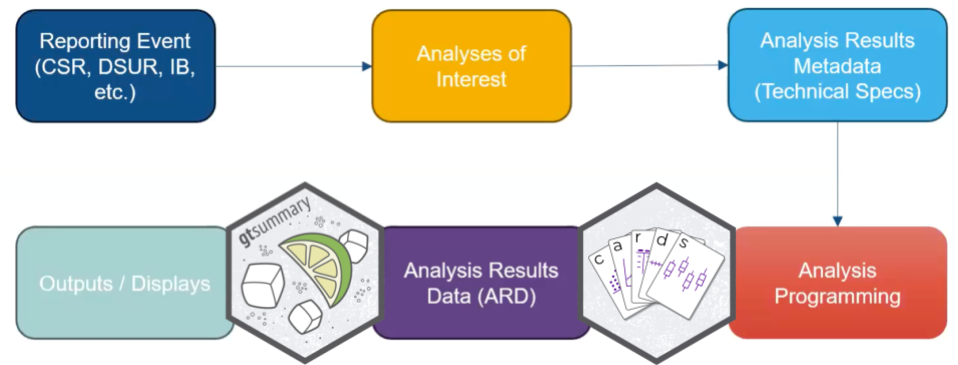 Reporting Event
(CSR, DSUR, IB,
etc.)
Analyses of
Interest
Analysis Results
Metadata
(Technical Specs)
Outputs / Displays
gtsummary
Analysis Results
Data (ARD)
c a r d s
Analysis
Programming